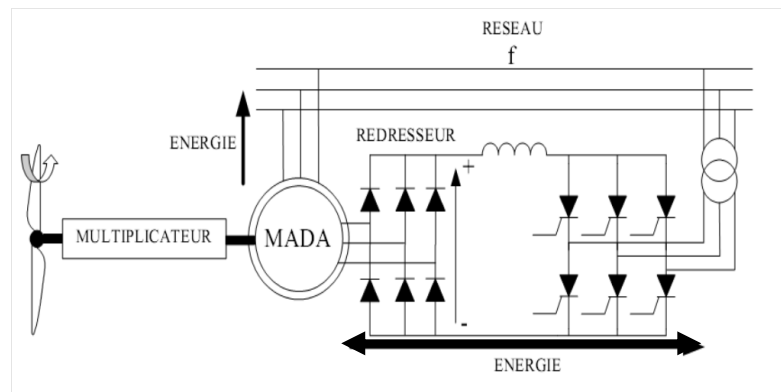 RESEAU
f
ENERGIE
REDRESSEUR
+
MULTIPLICATEUR
MADA
-
ENERGIE